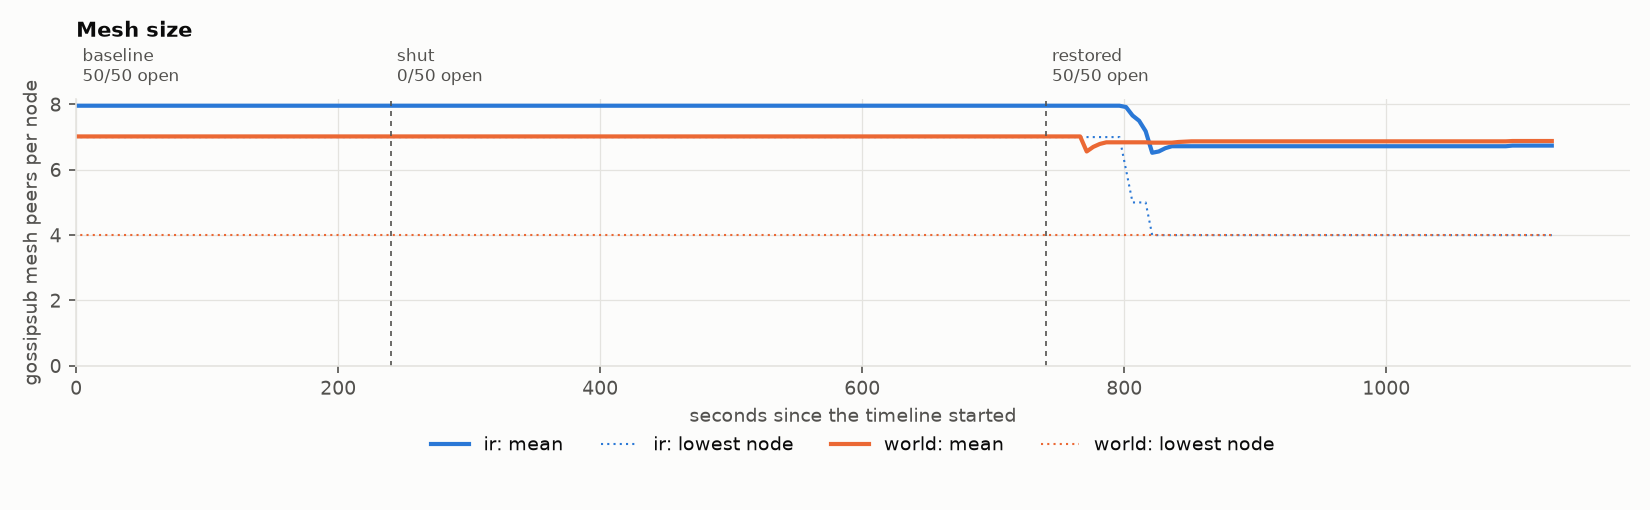 Mesh size
baseline
50/50 open
shut
0/50 open
restored
50/50 open
gossipsub mesh peers per node
8
6
4
2
0
0 200 400 600 800 1000
seconds since the timeline started
ir: mean ir: lowest node world: mean world: lowest node